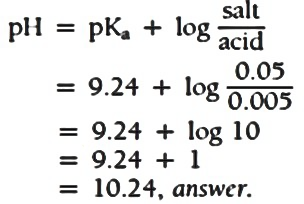 pH = pKₐ + log salt/acid
= 9.24 + log 0.05/0.005
= 9.24 + log 10
= 9.24 + 1
= 10.24, answer.